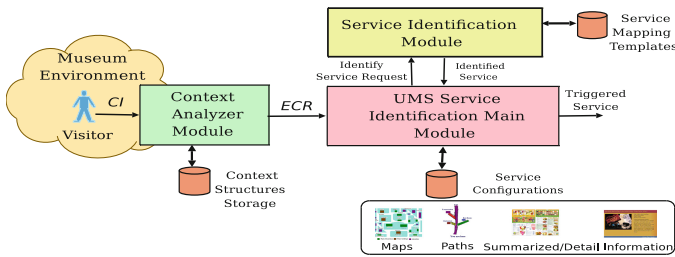 Museum
Environment
CI
Visitor
Context
Analyzer
Module
ECR
Context
Structures
Storage
Service Identification
Module
Service
Mapping
Templates
Identify
Service Request
Identified
Service
UMS Service
Identification Main
Module
Triggered
Service
Service
Configurations
Maps
Paths
Summarized/Detail Information